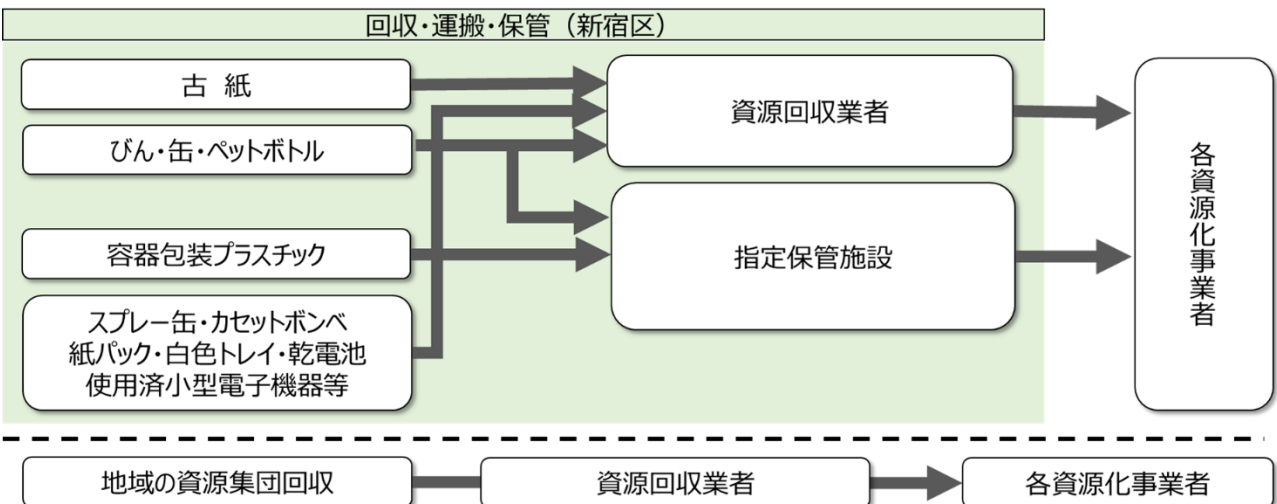 回収・運搬・保管（新宿区）
古 紙
びん・缶・ペットボトル
容器包装プラスチック
スプレー缶・カセットボンベ
紙パック・白色トレイ・乾電池
使用済小型電子機器等
資源回収業者
指定保管施設
各資源化事業者
地域の資源集団回収
資源回収業者
各資源化事業者